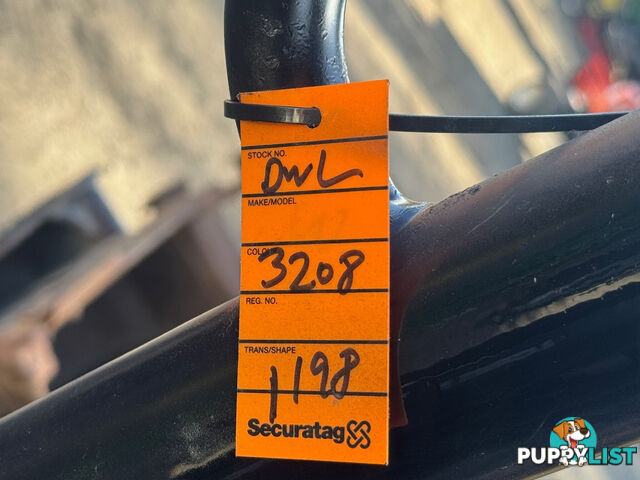 STOCK NO.
DWL
MAKE/MODEL
COLOUR
3208
REG. NO.
TRANS/SHAPE
1198
Securatag
PUPPYLIST